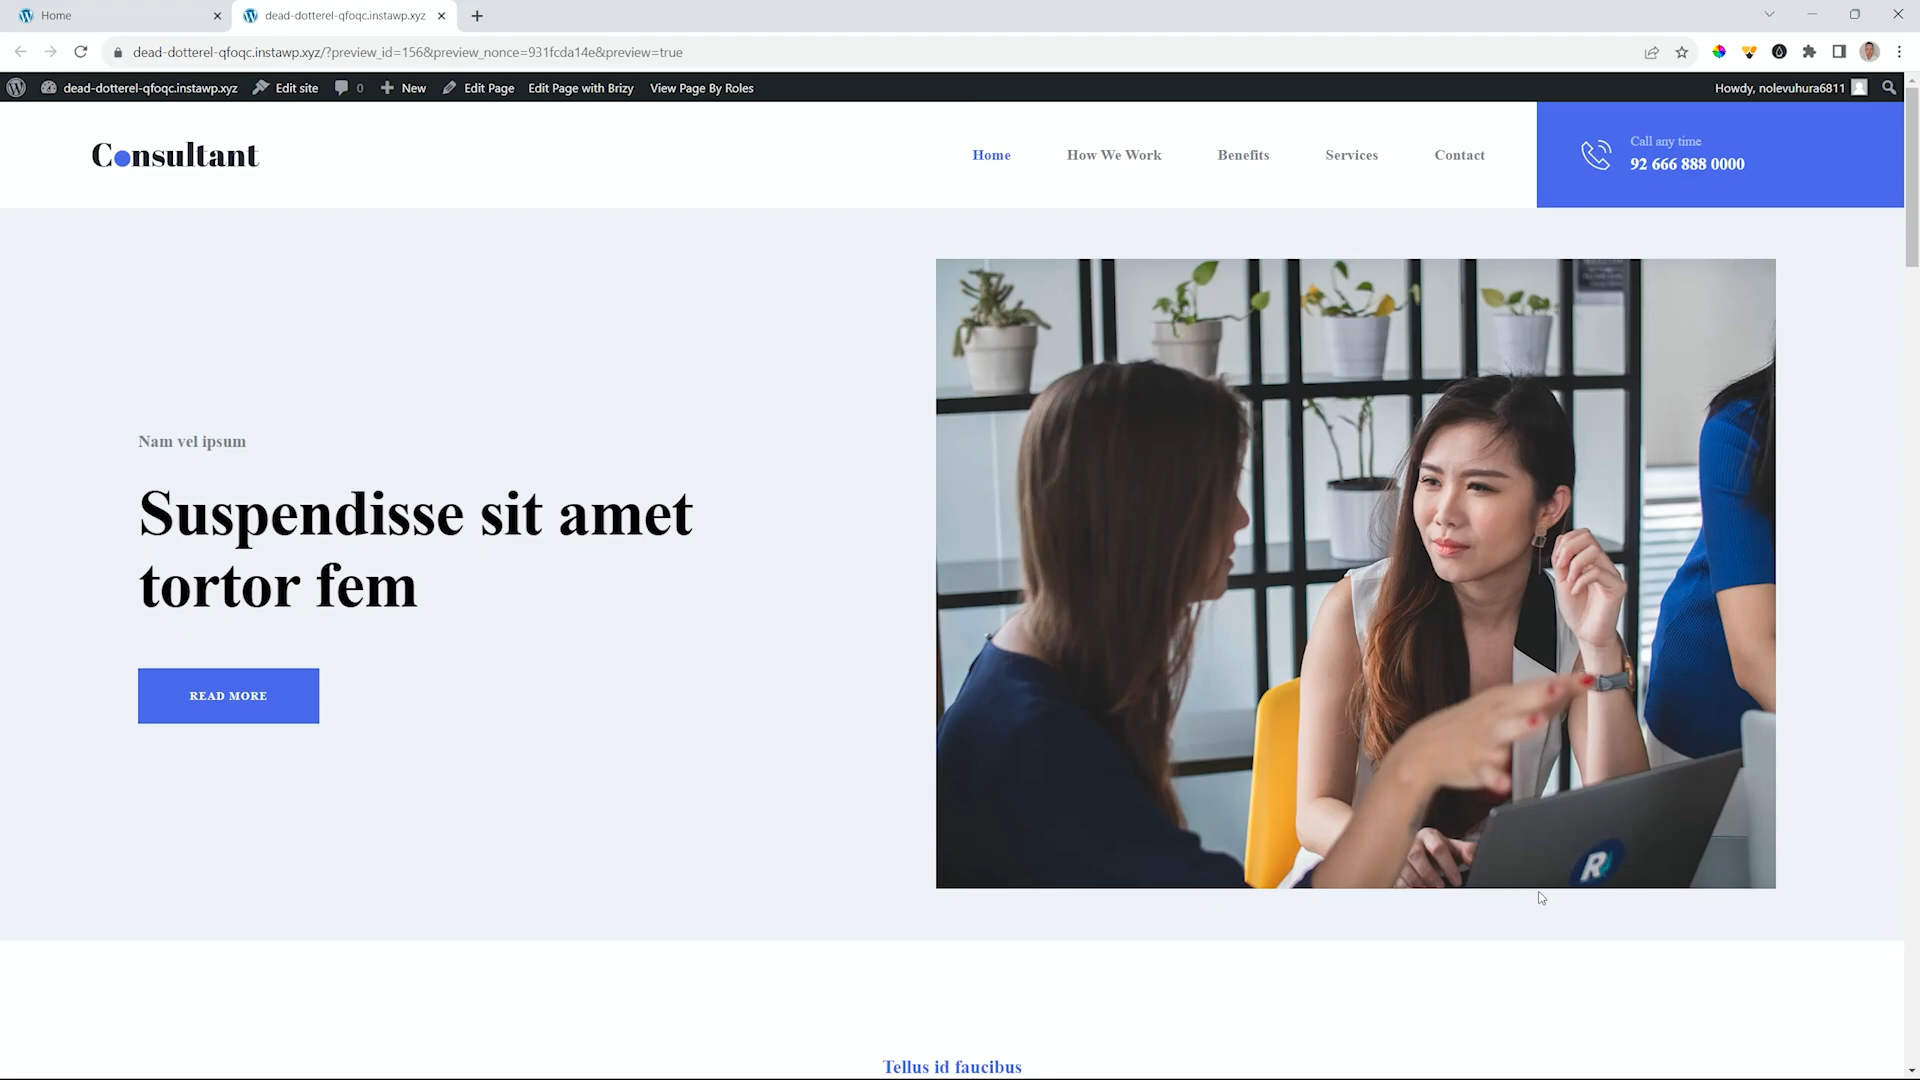 Home
dead-dotterel-qfoqc.instawp.xyz
dead-dotterel-qfoqc.instawp.xyz/?preview_id=156&preview_nonce=931fcda14e&preview=true
dead-dotterel-qfoqc.instawp.xyz Edit site 0 New Edit Page Edit Page with Brizy View Page By Roles Howdy, nolevuhura6811
Consultant
Home How We Work Benefits Services Contact
Call any time
92 666 888 0000
Nam vel ipsum
Suspendisse sit amet
tortor fem
READ MORE
R
Tellus id faucibus